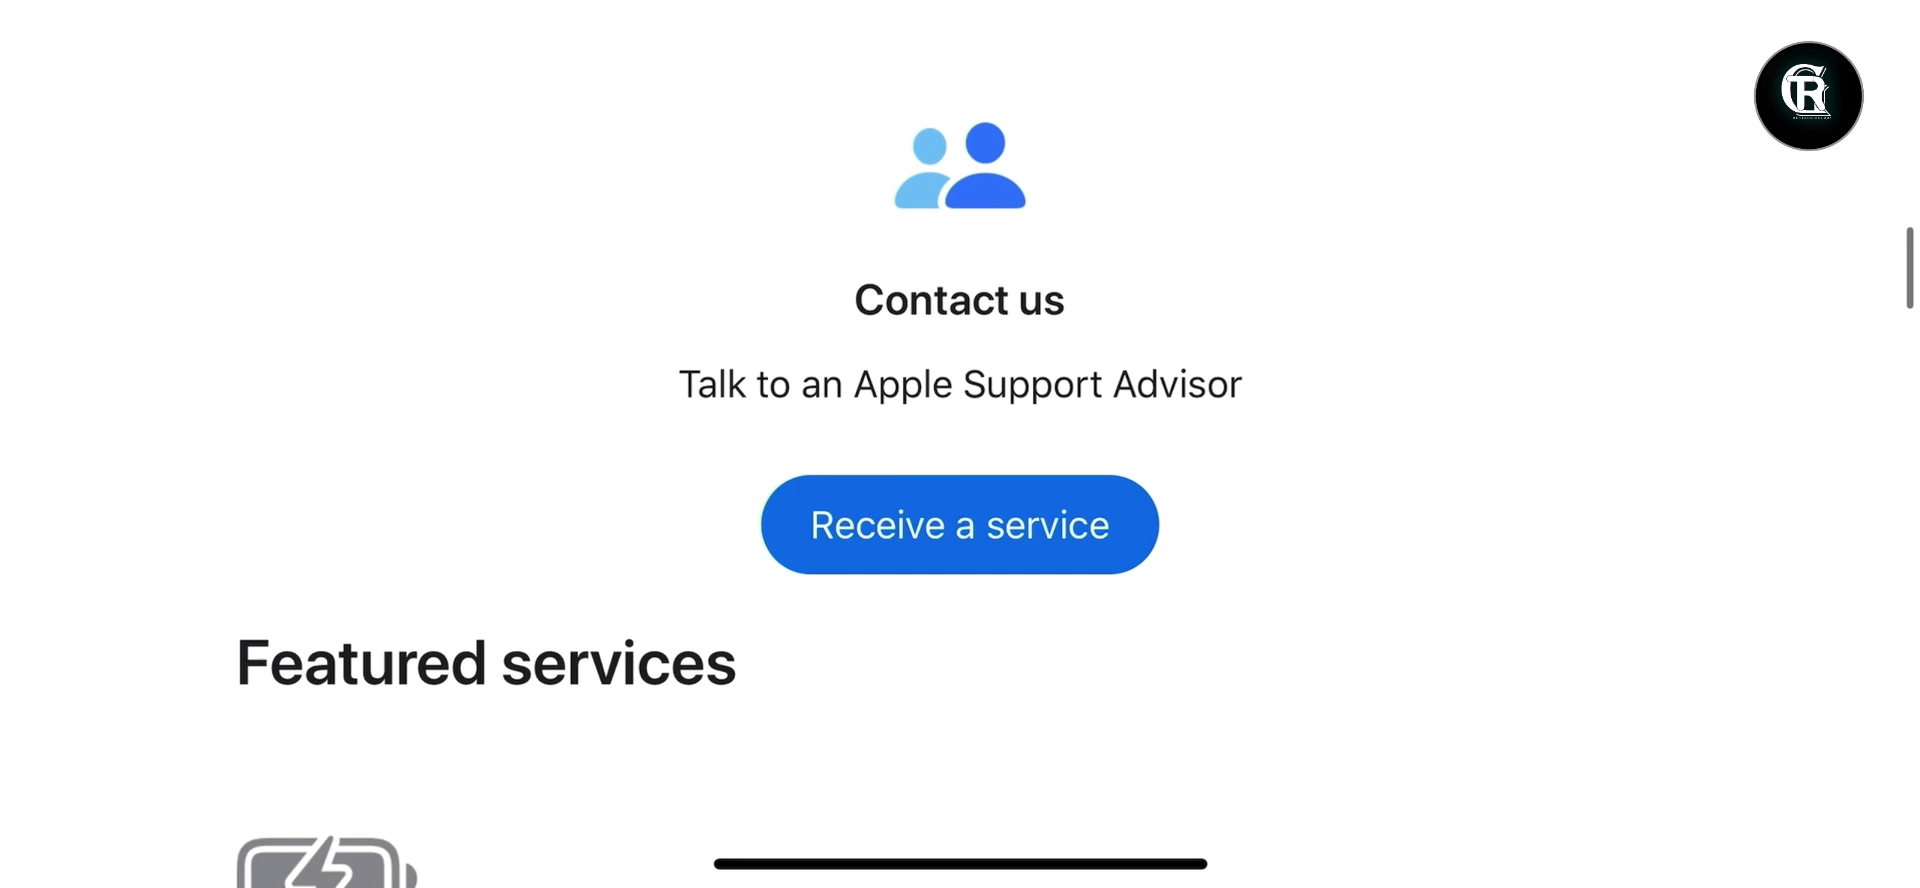 Contact us
Talk to an Apple Support Advisor
Receive a service
Featured services